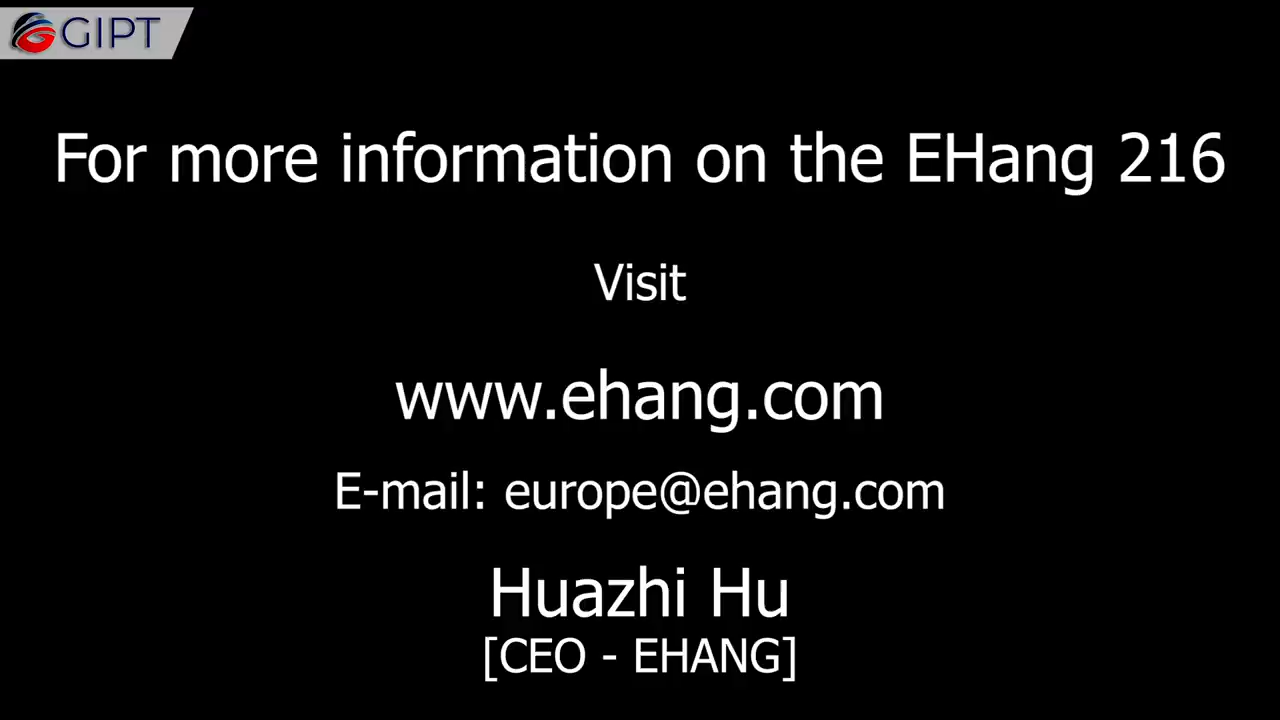 GIPT
For more information on the EHang 216
Visit
www.ehang.com
E-mail: europe@ehang.com
Huazhi Hu
[CEO - EHANG]